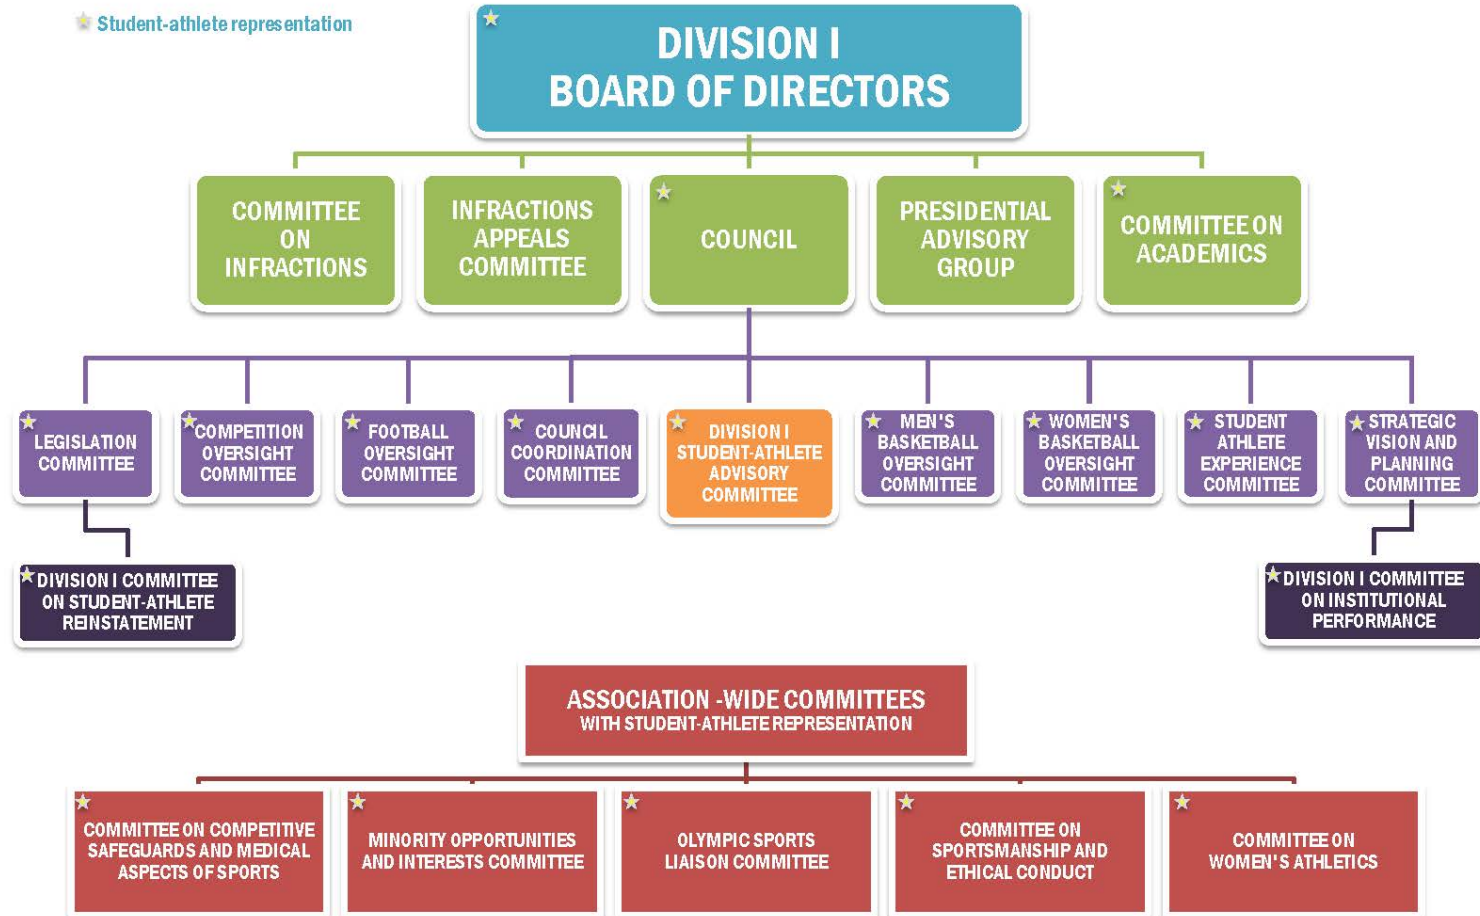 Student-athlete representation
DIVISION I
BOARD OF DIRECTORS
COMMITTEE
ON
INFRACTIONS
INFRACTIONS
APPEALS
COMMITTEE
COUNCIL
PRESIDENTIAL
ADVISORY
GROUP
COMMITTEE ON
ACADEMICS
LEGISLATION
COMMITTEE
COMPETITION
OVERSIGHT
COMMITTEE
FOOTBALL
OVERSIGHT
COMMITTEE
COUNCIL
COORDINATION
COMMITTEE
DIVISION I
STUDENT-ATHLETE
ADVISORY
COMMITTEE
MEN'S
BASKETBALL
OVERSIGHT
COMMITTEE
WOMEN'S
BASKETBALL
OVERSIGHT
COMMITTEE
STUDENT
ATHLETE
EXPERIENCE
COMMITTEE
STRATEGIC
VISION AND
PLANNING
COMMITTEE
DIVISION I COMMITTEE
ON STUDENT-ATHLETE
REINSTATEMENT
DIVISION I COMMITTEE
ON INSTITUTIONAL
PERFORMANCE
ASSOCIATION -WIDE COMMITTEES
WITH STUDENT-ATHLETE REPRESENTATION
COMMITTEE ON COMPETITIVE
SAFEGUARDS AND MEDICAL
ASPECTS OF SPORTS
MINORITY OPPORTUNITIES
AND INTERESTS COMMITTEE
OLYMPIC SPORTS
LIAISON COMMITTEE
COMMITTEE ON
SPORTSMANSHIP AND
ETHICAL CONDUCT
COMMITTEE ON
WOMEN'S ATHLETICS